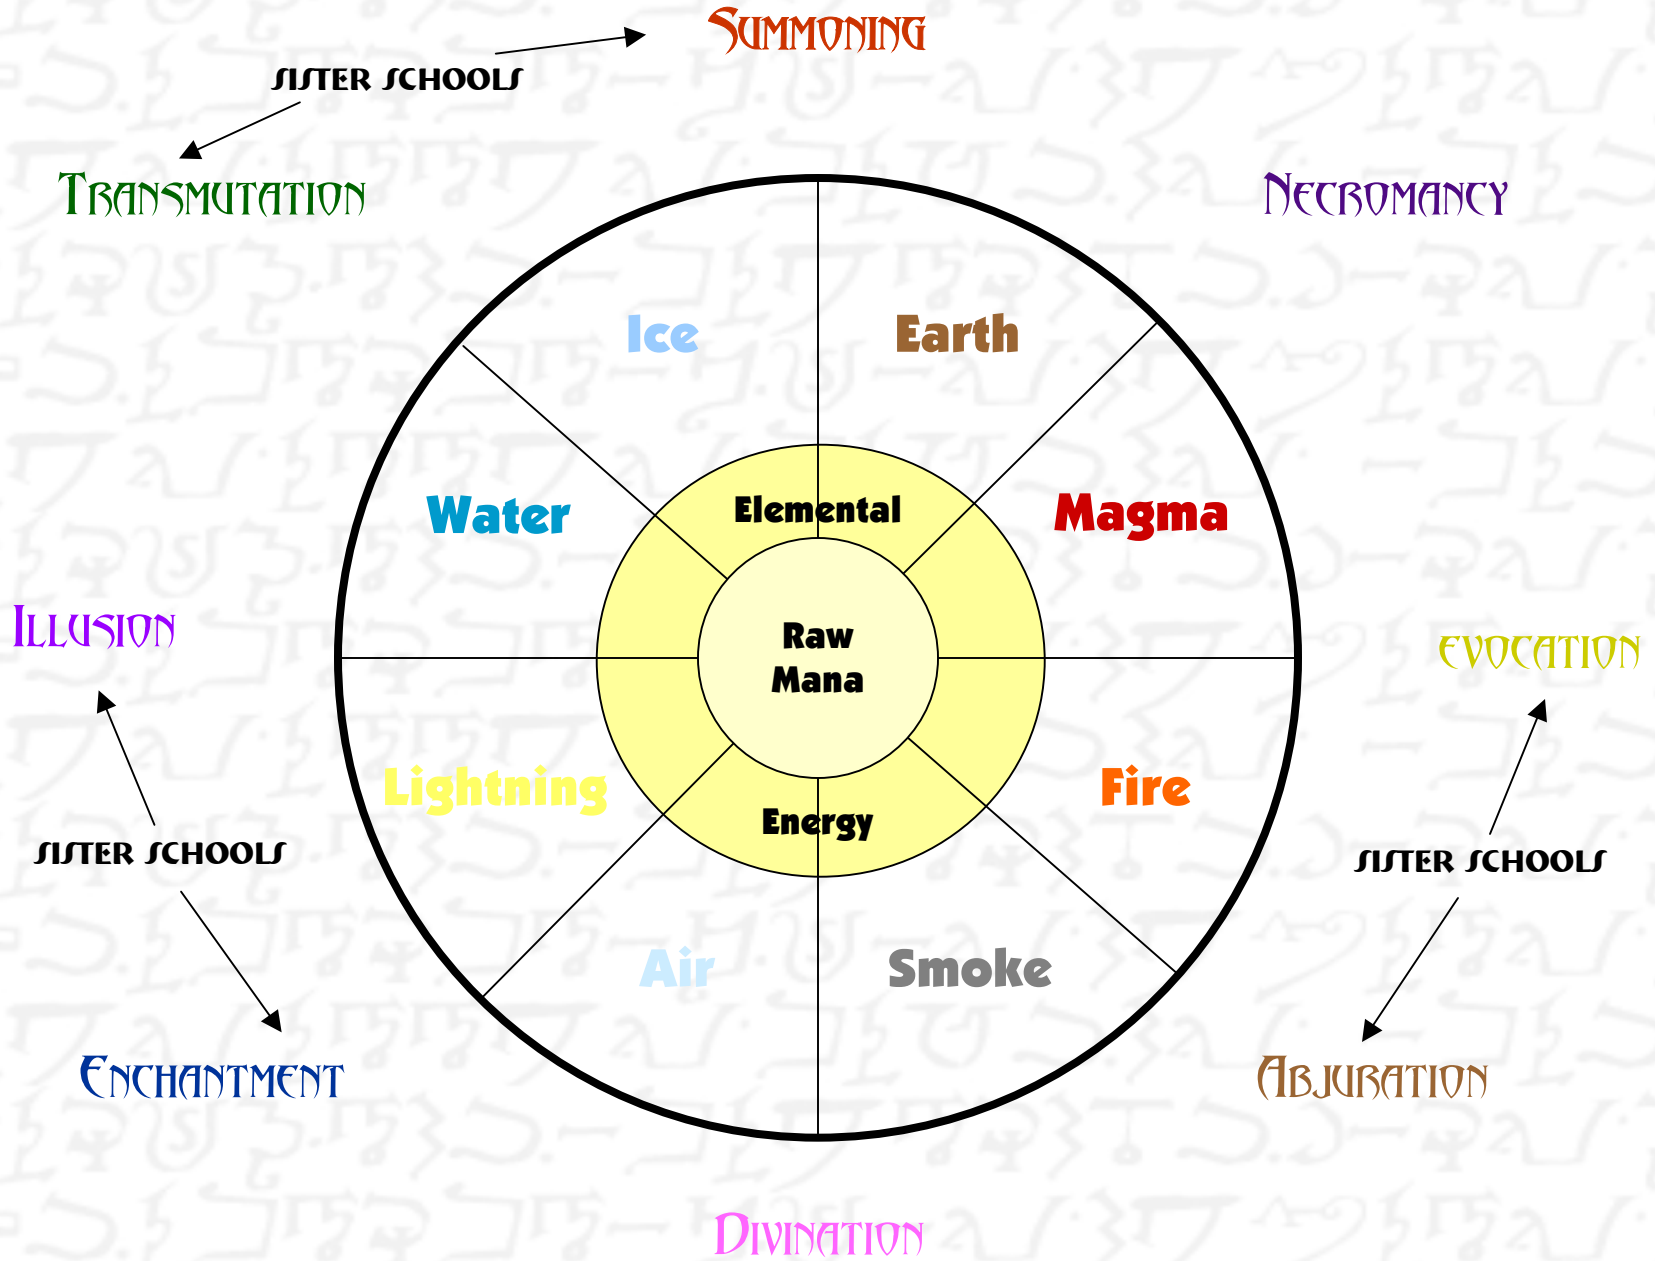 Summoning
SISTER SCHOOLS
Transmutation
Necromancy
Ice
Earth
Water
Elemental
Magma
Raw
Mana
Illusion
Evocation
Lightning
Energy
Fire
SISTER SCHOOLS
SISTER SCHOOLS
Air
Smoke
Enchantment
Abjuration
Divination